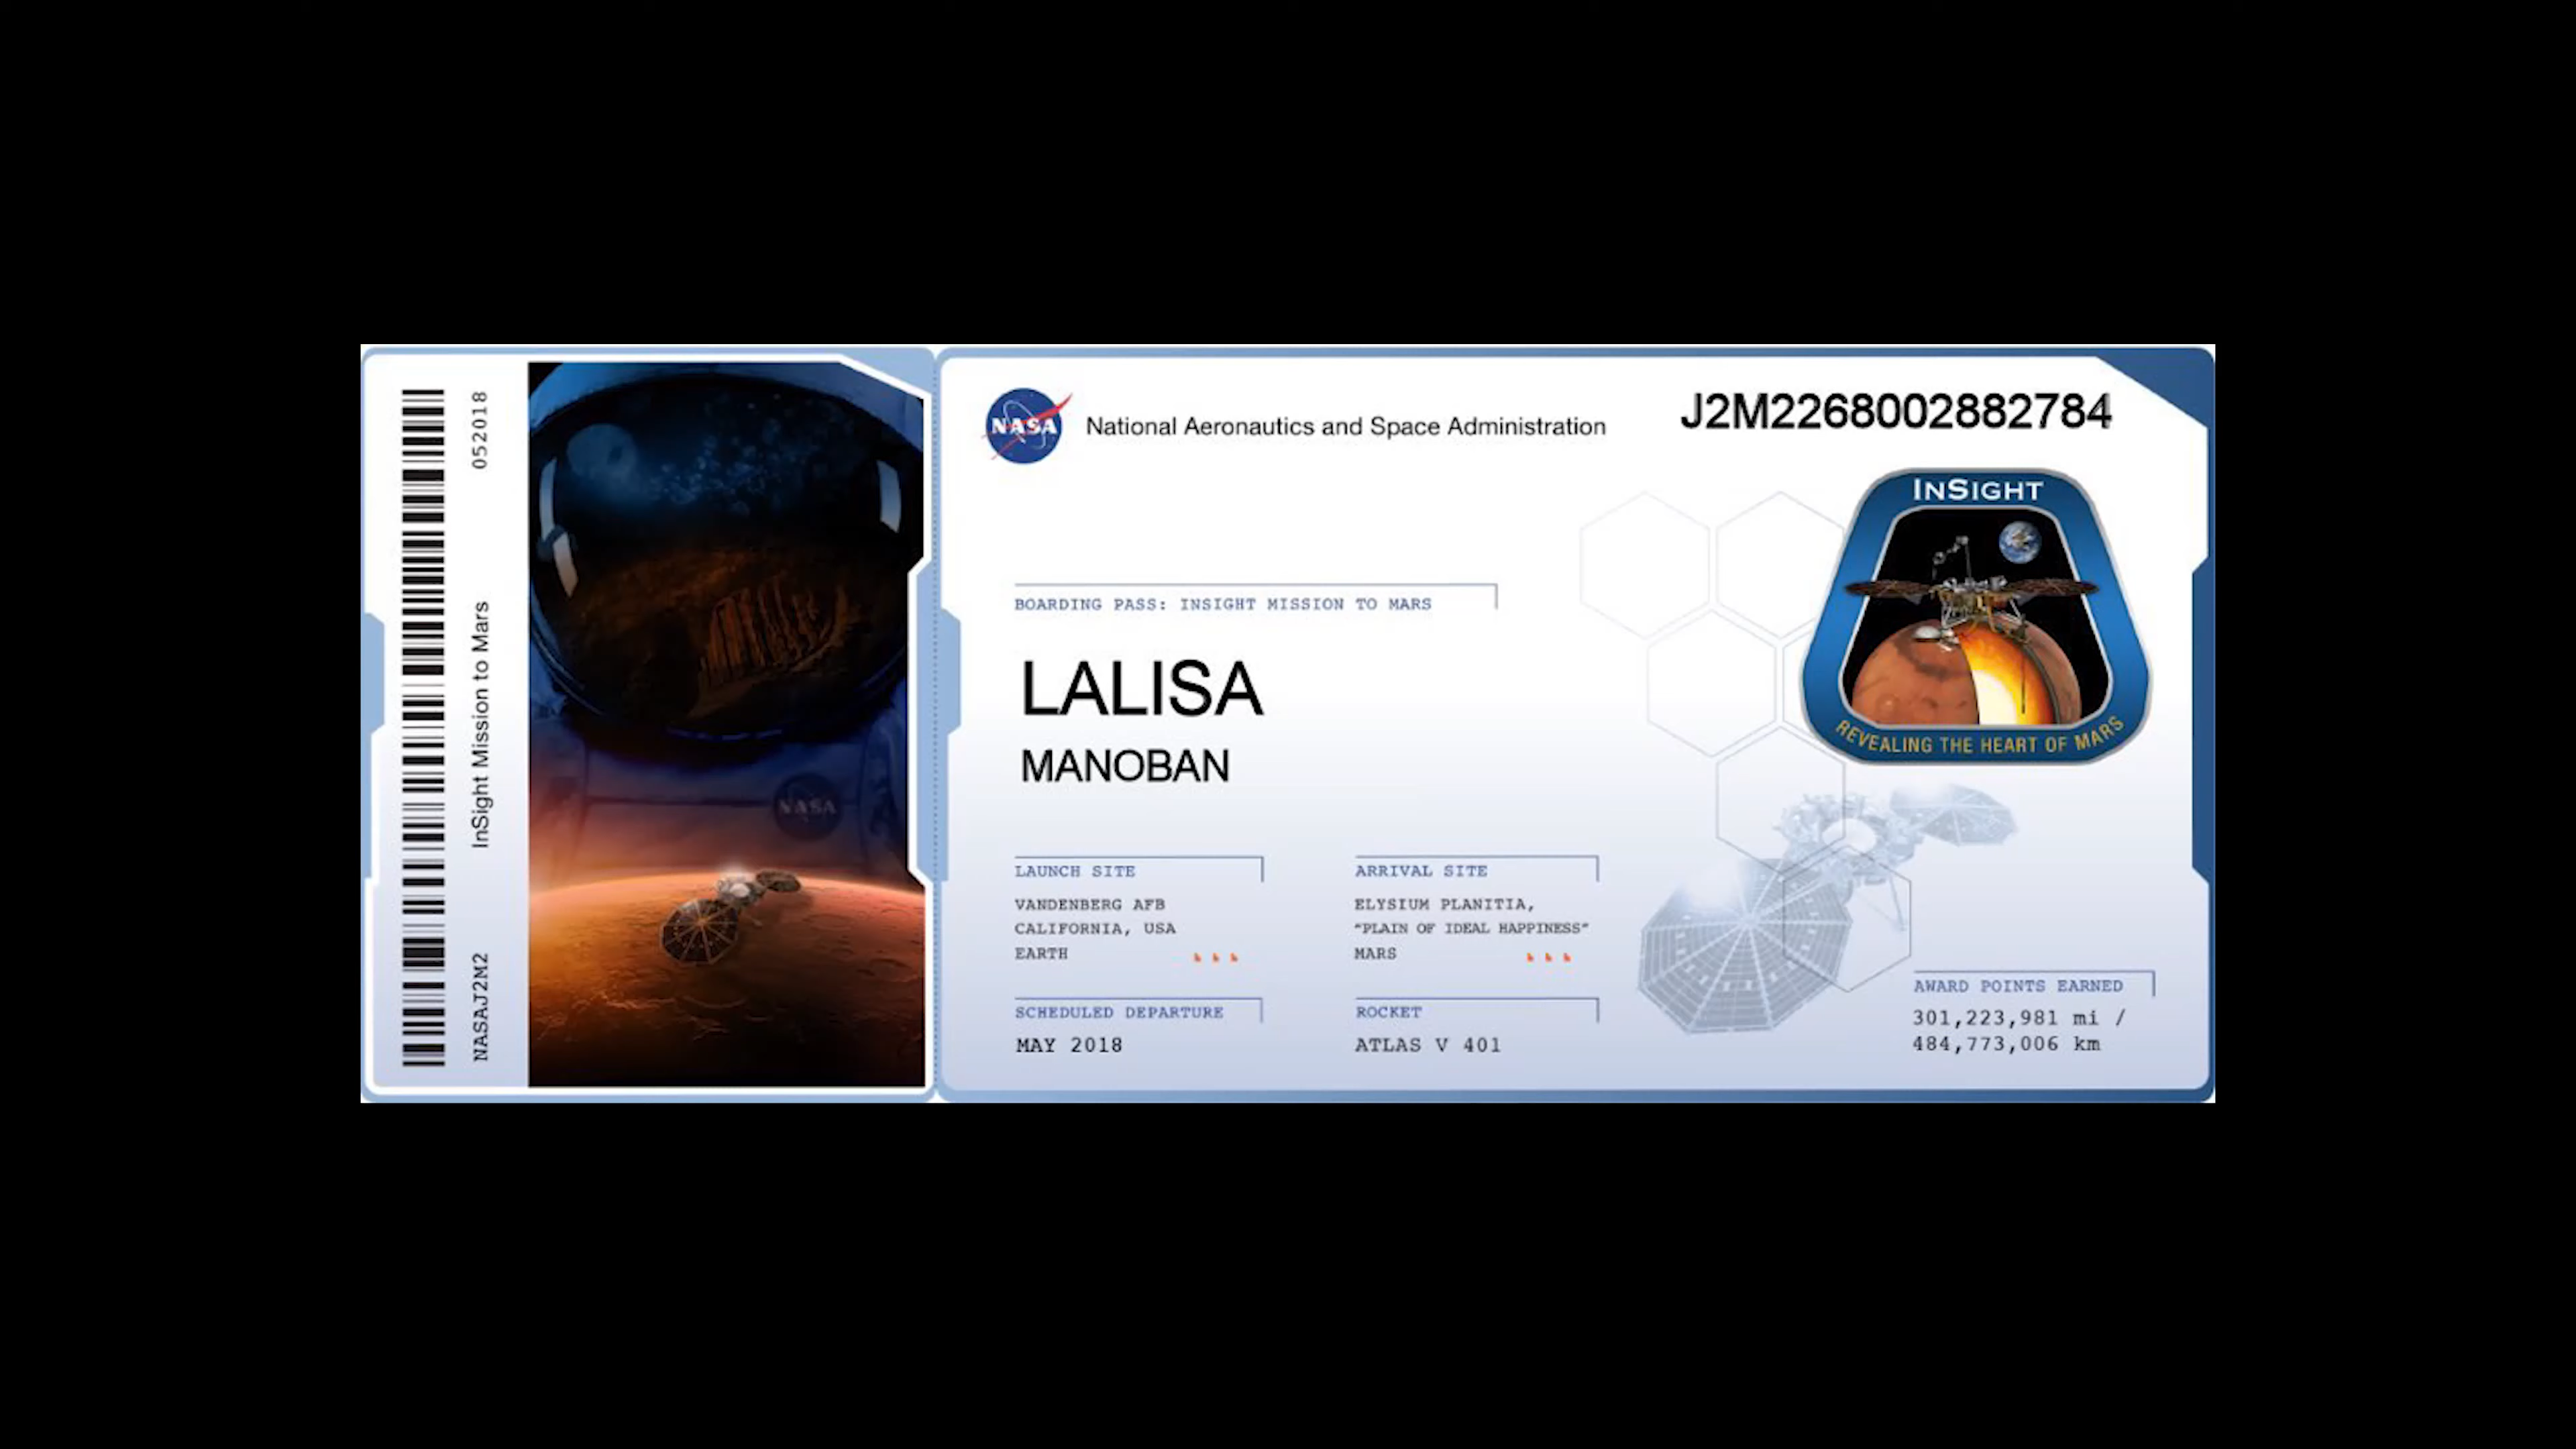 052018
InSight Mission to Mars
NASAJ2M2
NASA
NASA
National Aeronautics and Space Administration
J2M2268002882784
INSIGHT
REVEALING THE HEART OF MARS
BOARDING PASS: INSIGHT MISSION TO MARS
LALISA
MANOBAN
LAUNCH SITE
VANDENBERG AFB
CALIFORNIA, USA
EARTH
ARRIVAL SITE
ELYSIUM PLANITIA,
“PLAIN OF IDEAL HAPPINESS”
MARS
SCHEDULED DEPARTURE
MAY 2018
ROCKET
ATLAS V 401
AWARD POINTS EARNED
301,223,981 mi /
484,773,006 km